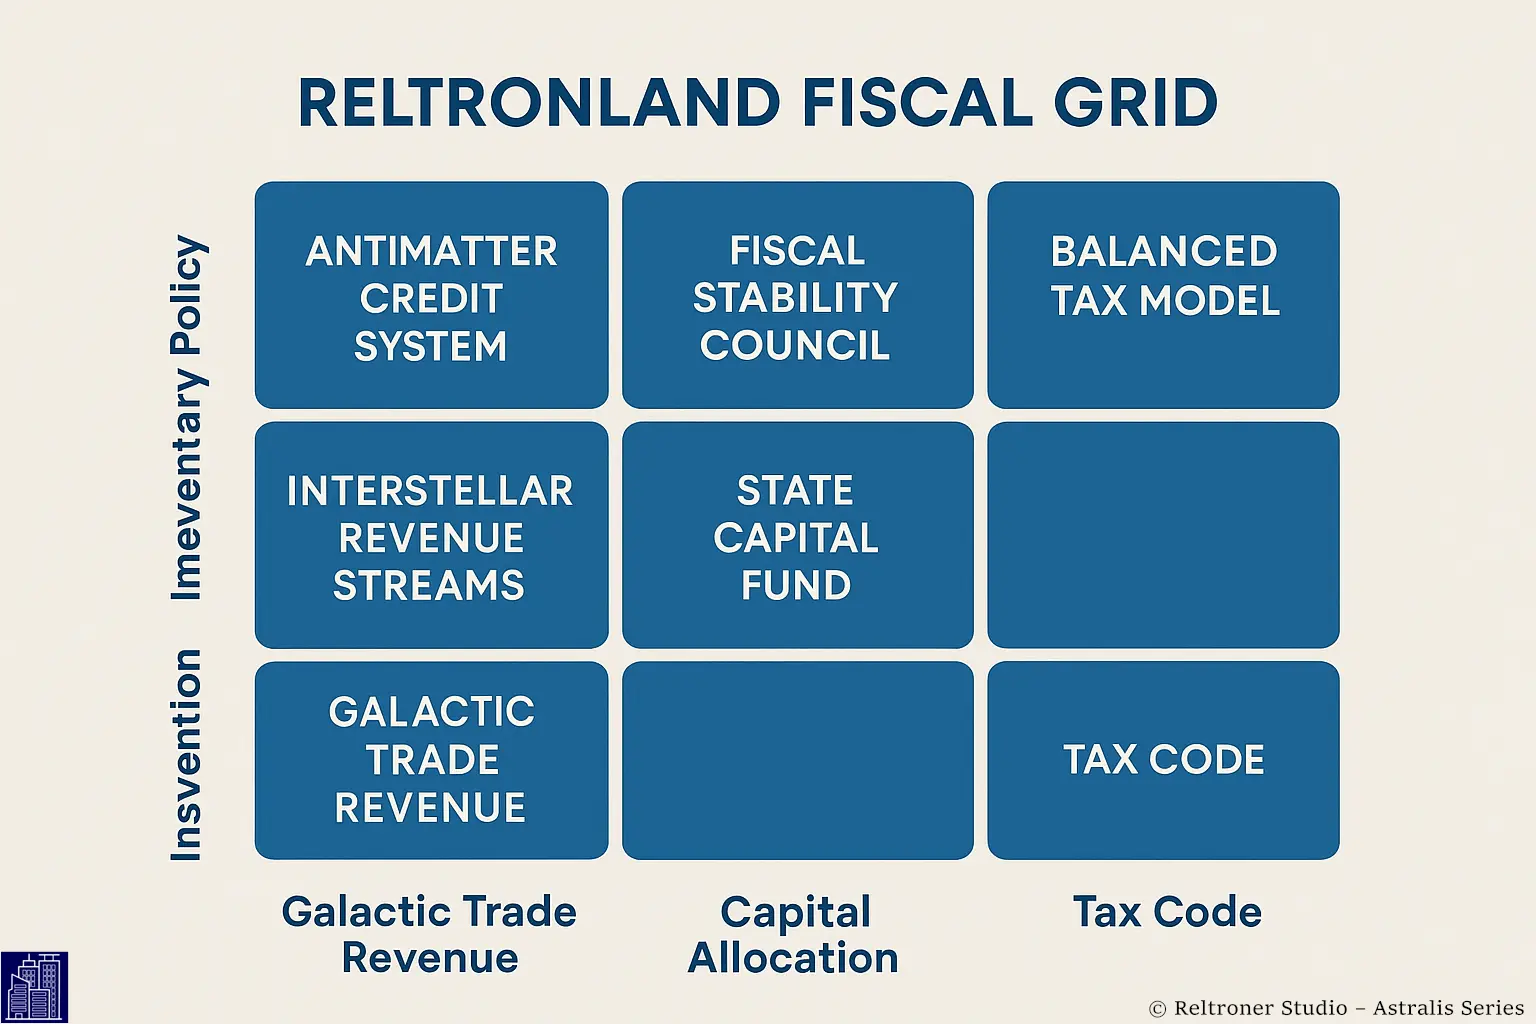 RELTRONLAND FISCAL GRID
Imeventary Policy
Insvention
ANTIMATTER
CREDIT
SYSTEM
FISCAL
STABILITY
COUNCIL
BALANCED
TAX MODEL
INTERSTELLAR
REVENUE
STREAMS
STATE
CAPITAL
FUND
GALACTIC
TRADE
REVENUE
TAX CODE
Galactic Trade
Revenue
Capital
Allocation
Tax Code
© Reltroner Studio – Astralis Series